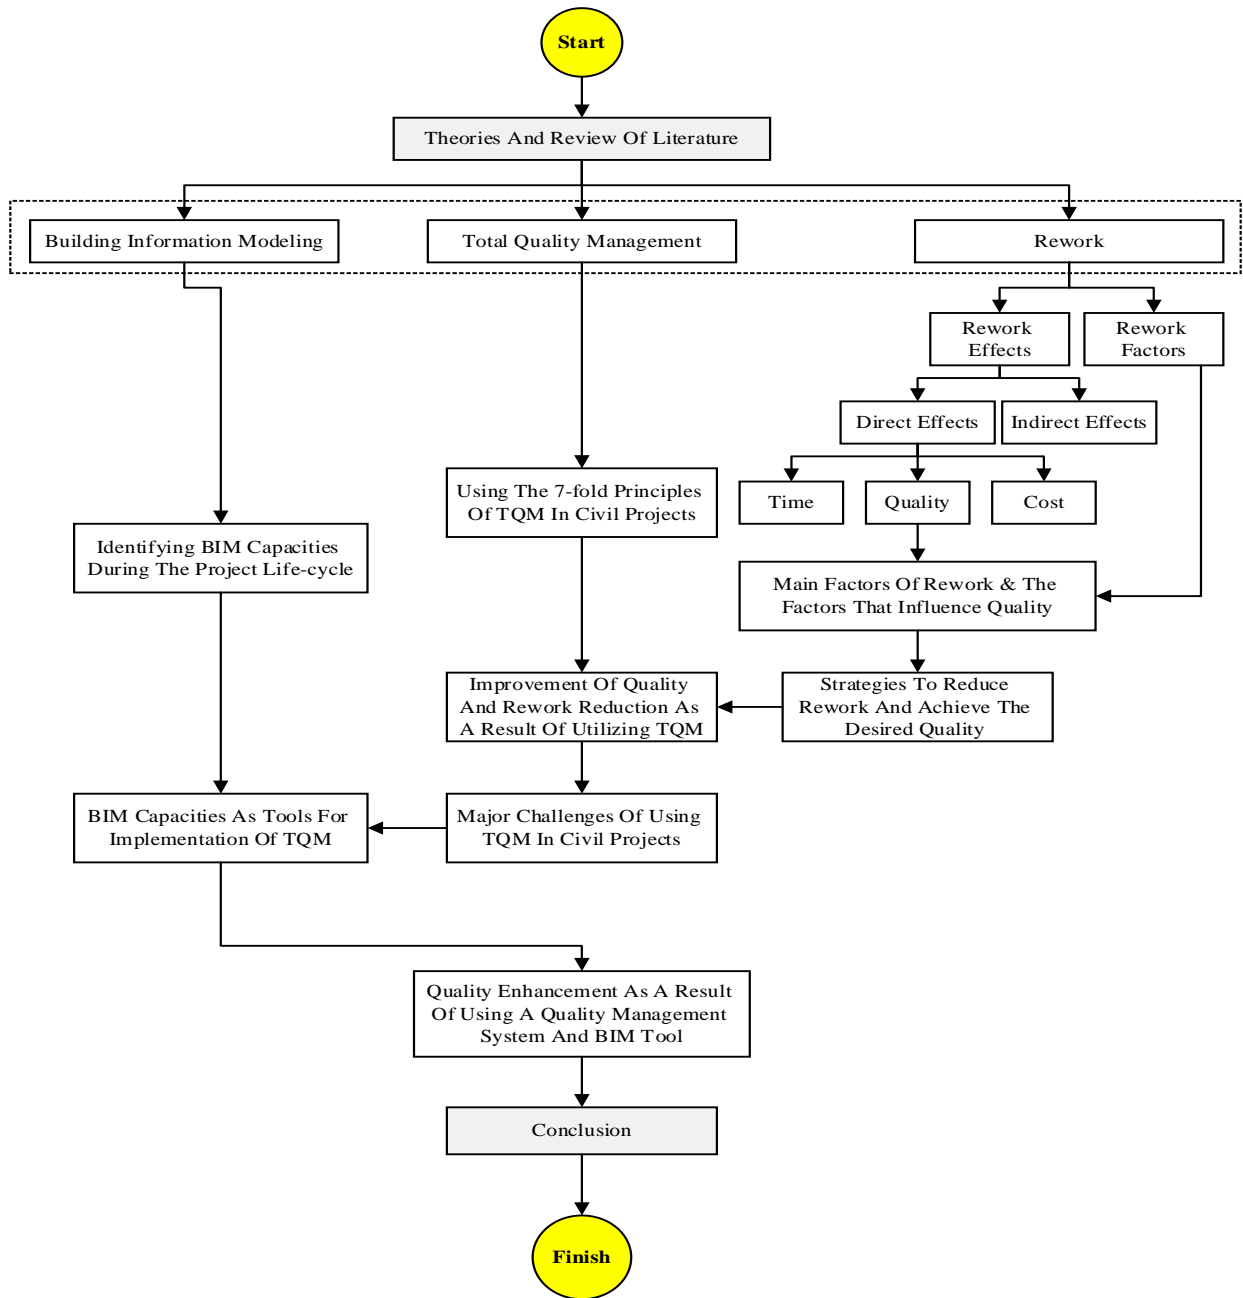 Start
Theories And Review Of Literature
Building Information Modeling
Total Quality Management
Rework
Rework
Effects
Rework
Factors
Direct Effects
Indirect Effects
Time
Quality
Cost
Using The 7-fold Principles
Of TQM In Civil Projects
Identifying BIM Capacities
During The Project Life-cycle
Main Factors Of Rework & The
Factors That Influence Quality
Improvement Of Quality
And Rework Reduction As
A Result Of Utilizing TQM
Strategies To Reduce
Rework And Achieve The
Desired Quality
BIM Capacities As Tools For
Implementation Of TQM
Major Challenges Of Using
TQM In Civil Projects
Quality Enhancement As A Result
Of Using A Quality Management
System And BIM Tool
Conclusion
Finish